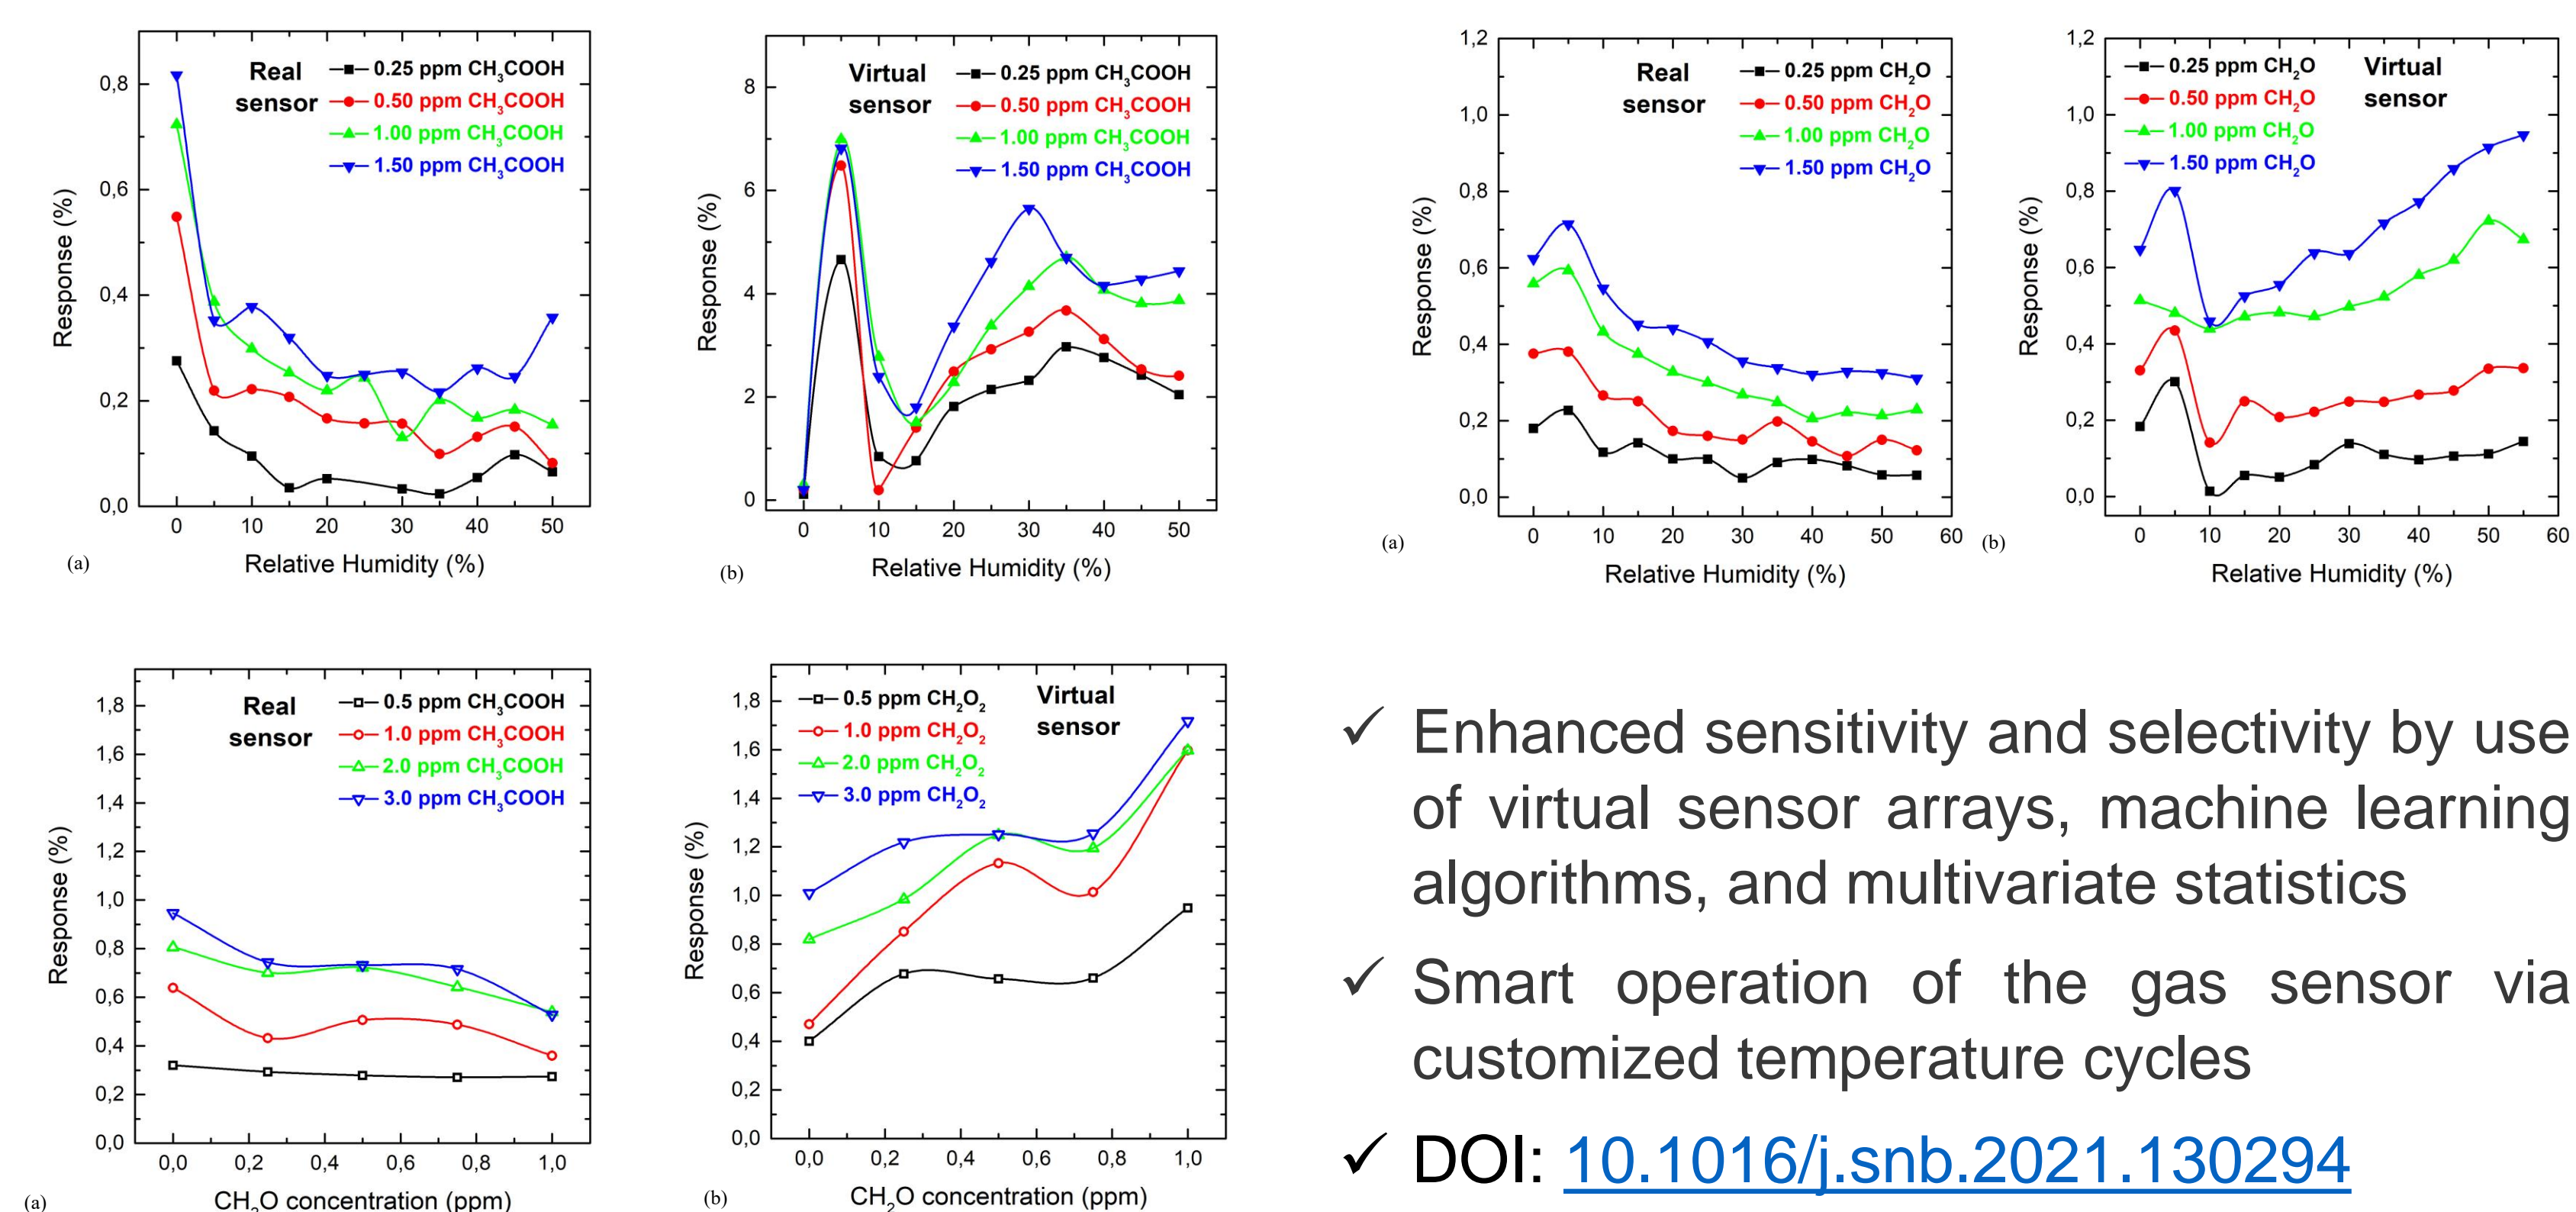 Real
sensor
0.25 ppm CH₃COOH
0.50 ppm CH₃COOH
1.00 ppm CH₃COOH
1.50 ppm CH₃COOH
0,8
0,6
0,4
0,2
0,0
Response (%)
0 10 20 30 40 50
Relative Humidity (%)
(a)
Virtual
sensor
0.25 ppm CH₃COOH
0.50 ppm CH₃COOH
1.00 ppm CH₃COOH
1.50 ppm CH₃COOH
8
6
4
2
0
Response (%)
0 10 20 30 40 50
Relative Humidity (%)
(b)
Real
sensor
0.25 ppm CH₂O
0.50 ppm CH₂O
1.00 ppm CH₂O
1.50 ppm CH₂O
1,2
1,0
0,8
0,6
0,4
0,2
0,0
Response (%)
0 10 20 30 40 50 60
Relative Humidity (%)
(a)
0.25 ppm CH₂O
0.50 ppm CH₂O
1.00 ppm CH₂O
1.50 ppm CH₂O
Virtual
sensor
1,2
1,0
0,8
0,6
0,4
0,2
0,0
Response (%)
0 10 20 30 40 50 60
Relative Humidity (%)
(b)
Real
sensor
0.5 ppm CH₃COOH
1.0 ppm CH₃COOH
2.0 ppm CH₃COOH
3.0 ppm CH₃COOH
1,8
1,6
1,4
1,2
1,0
0,8
0,6
0,4
0,2
0,0
Response (%)
0,0 0,2 0,4 0,6 0,8 1,0
CH₂O concentration (ppm)
(a)
0.5 ppm CH₂O₂
1.0 ppm CH₂O₂
2.0 ppm CH₂O₂
3.0 ppm CH₂O₂
Virtual
sensor
1,8
1,6
1,4
1,2
1,0
0,8
0,6
0,4
0,2
0,0
Response (%)
0,0 0,2 0,4 0,6 0,8 1,0
CH₂O concentration (ppm)
(b)
✓ Enhanced sensitivity and selectivity by use
of virtual sensor arrays, machine learning
algorithms, and multivariate statistics
✓ Smart operation of the gas sensor via
customized temperature cycles
✓ DOI: 10.1016/j.snb.2021.130294